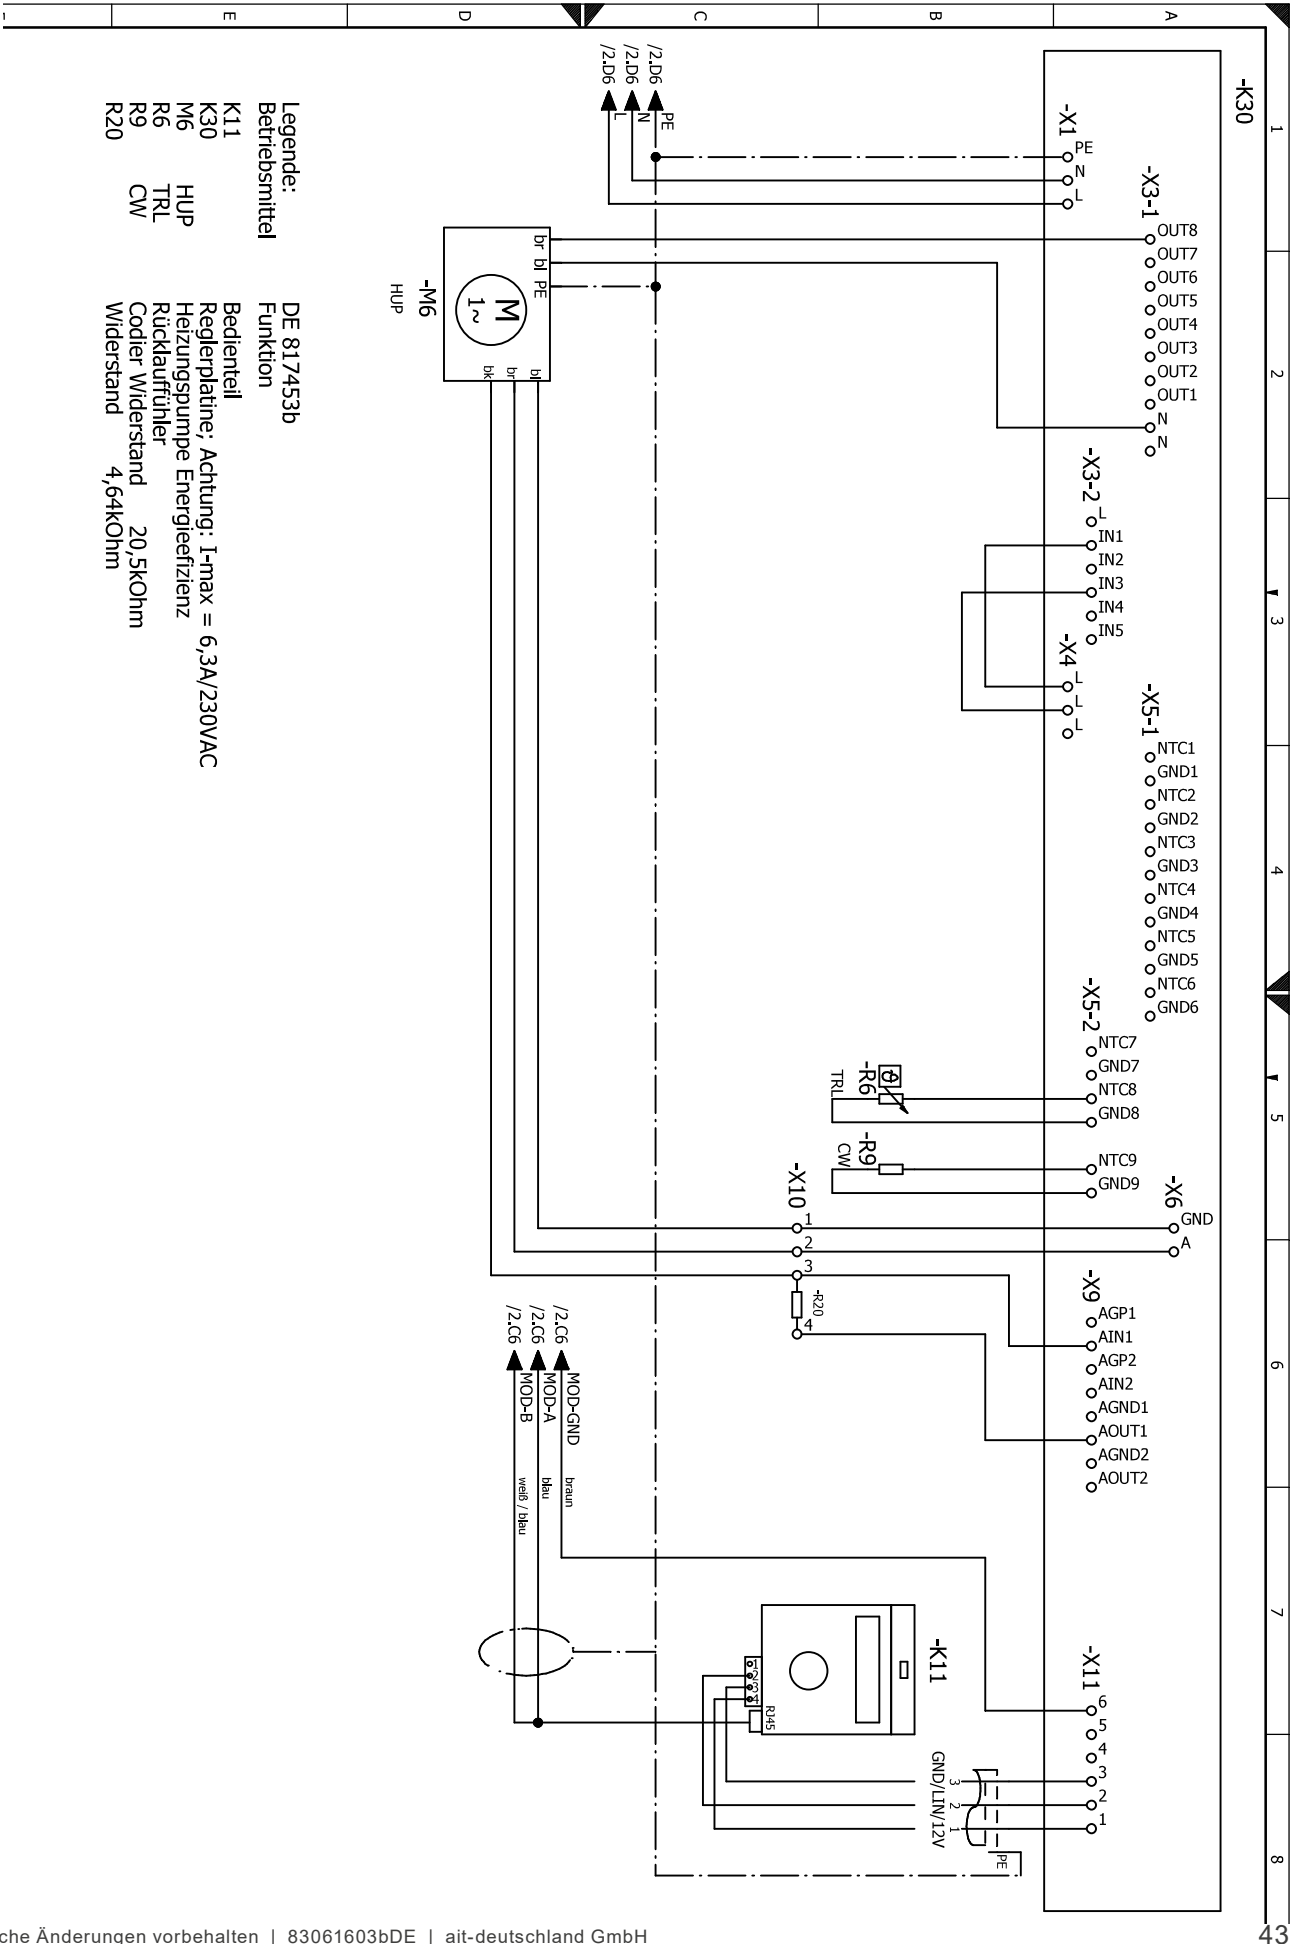 A
B
C
D
E
1
2
3
4
5
6
7
8
-K30
-X1
PE
N
L
-X3-1
OUT8
OUT7
OUT6
OUT5
OUT4
OUT3
OUT2
OUT1
N
N
-X3-2
L
IN1
IN2
IN3
IN4
IN5
-X4
L
L
L
-X5-1
NTC1
GND1
NTC2
GND2
NTC3
GND3
NTC4
GND4
NTC5
GND5
NTC6
GND6
-X5-2
NTC7
GND7
NTC8
GND8
NTC9
GND9
-X6
GND
A
-X9
AGP1
AIN1
AGP2
AIN2
AGND1
AOUT1
AGND2
AOUT2
-X11
6
5
4
3
2
1
/2.D6
PE
/2.D6
N
/2.D6
L
br
bl
PE
M
1~
-M6
HUP
bl
br
bk
ϑ
-R6
TRL
-R9
CW
-X10
1
2
3
4
-R20
/2.C6
MOD-GND
braun
/2.C6
MOD-A
blau
/2.C6
MOD-B
weiß / blau
-K11
1
2
3
4
RJ45
GND/LIN/12V
3
2
1
PE
Legende: DE 817453b
Betriebsmittel Funktion
K11 Bedienteil
K30 Reglerplatine; Achtung: I-max = 6,3A/230VAC
M6 HUP Heizungspumpe Energieefizienz
R6 TRL Rücklauffühler
R9 CW Codier Widerstand 20,5kOhm
R20 Widerstand 4,64kOhm
che Änderungen vorbehalten | 83061603bDE | ait-deutschland GmbH
43